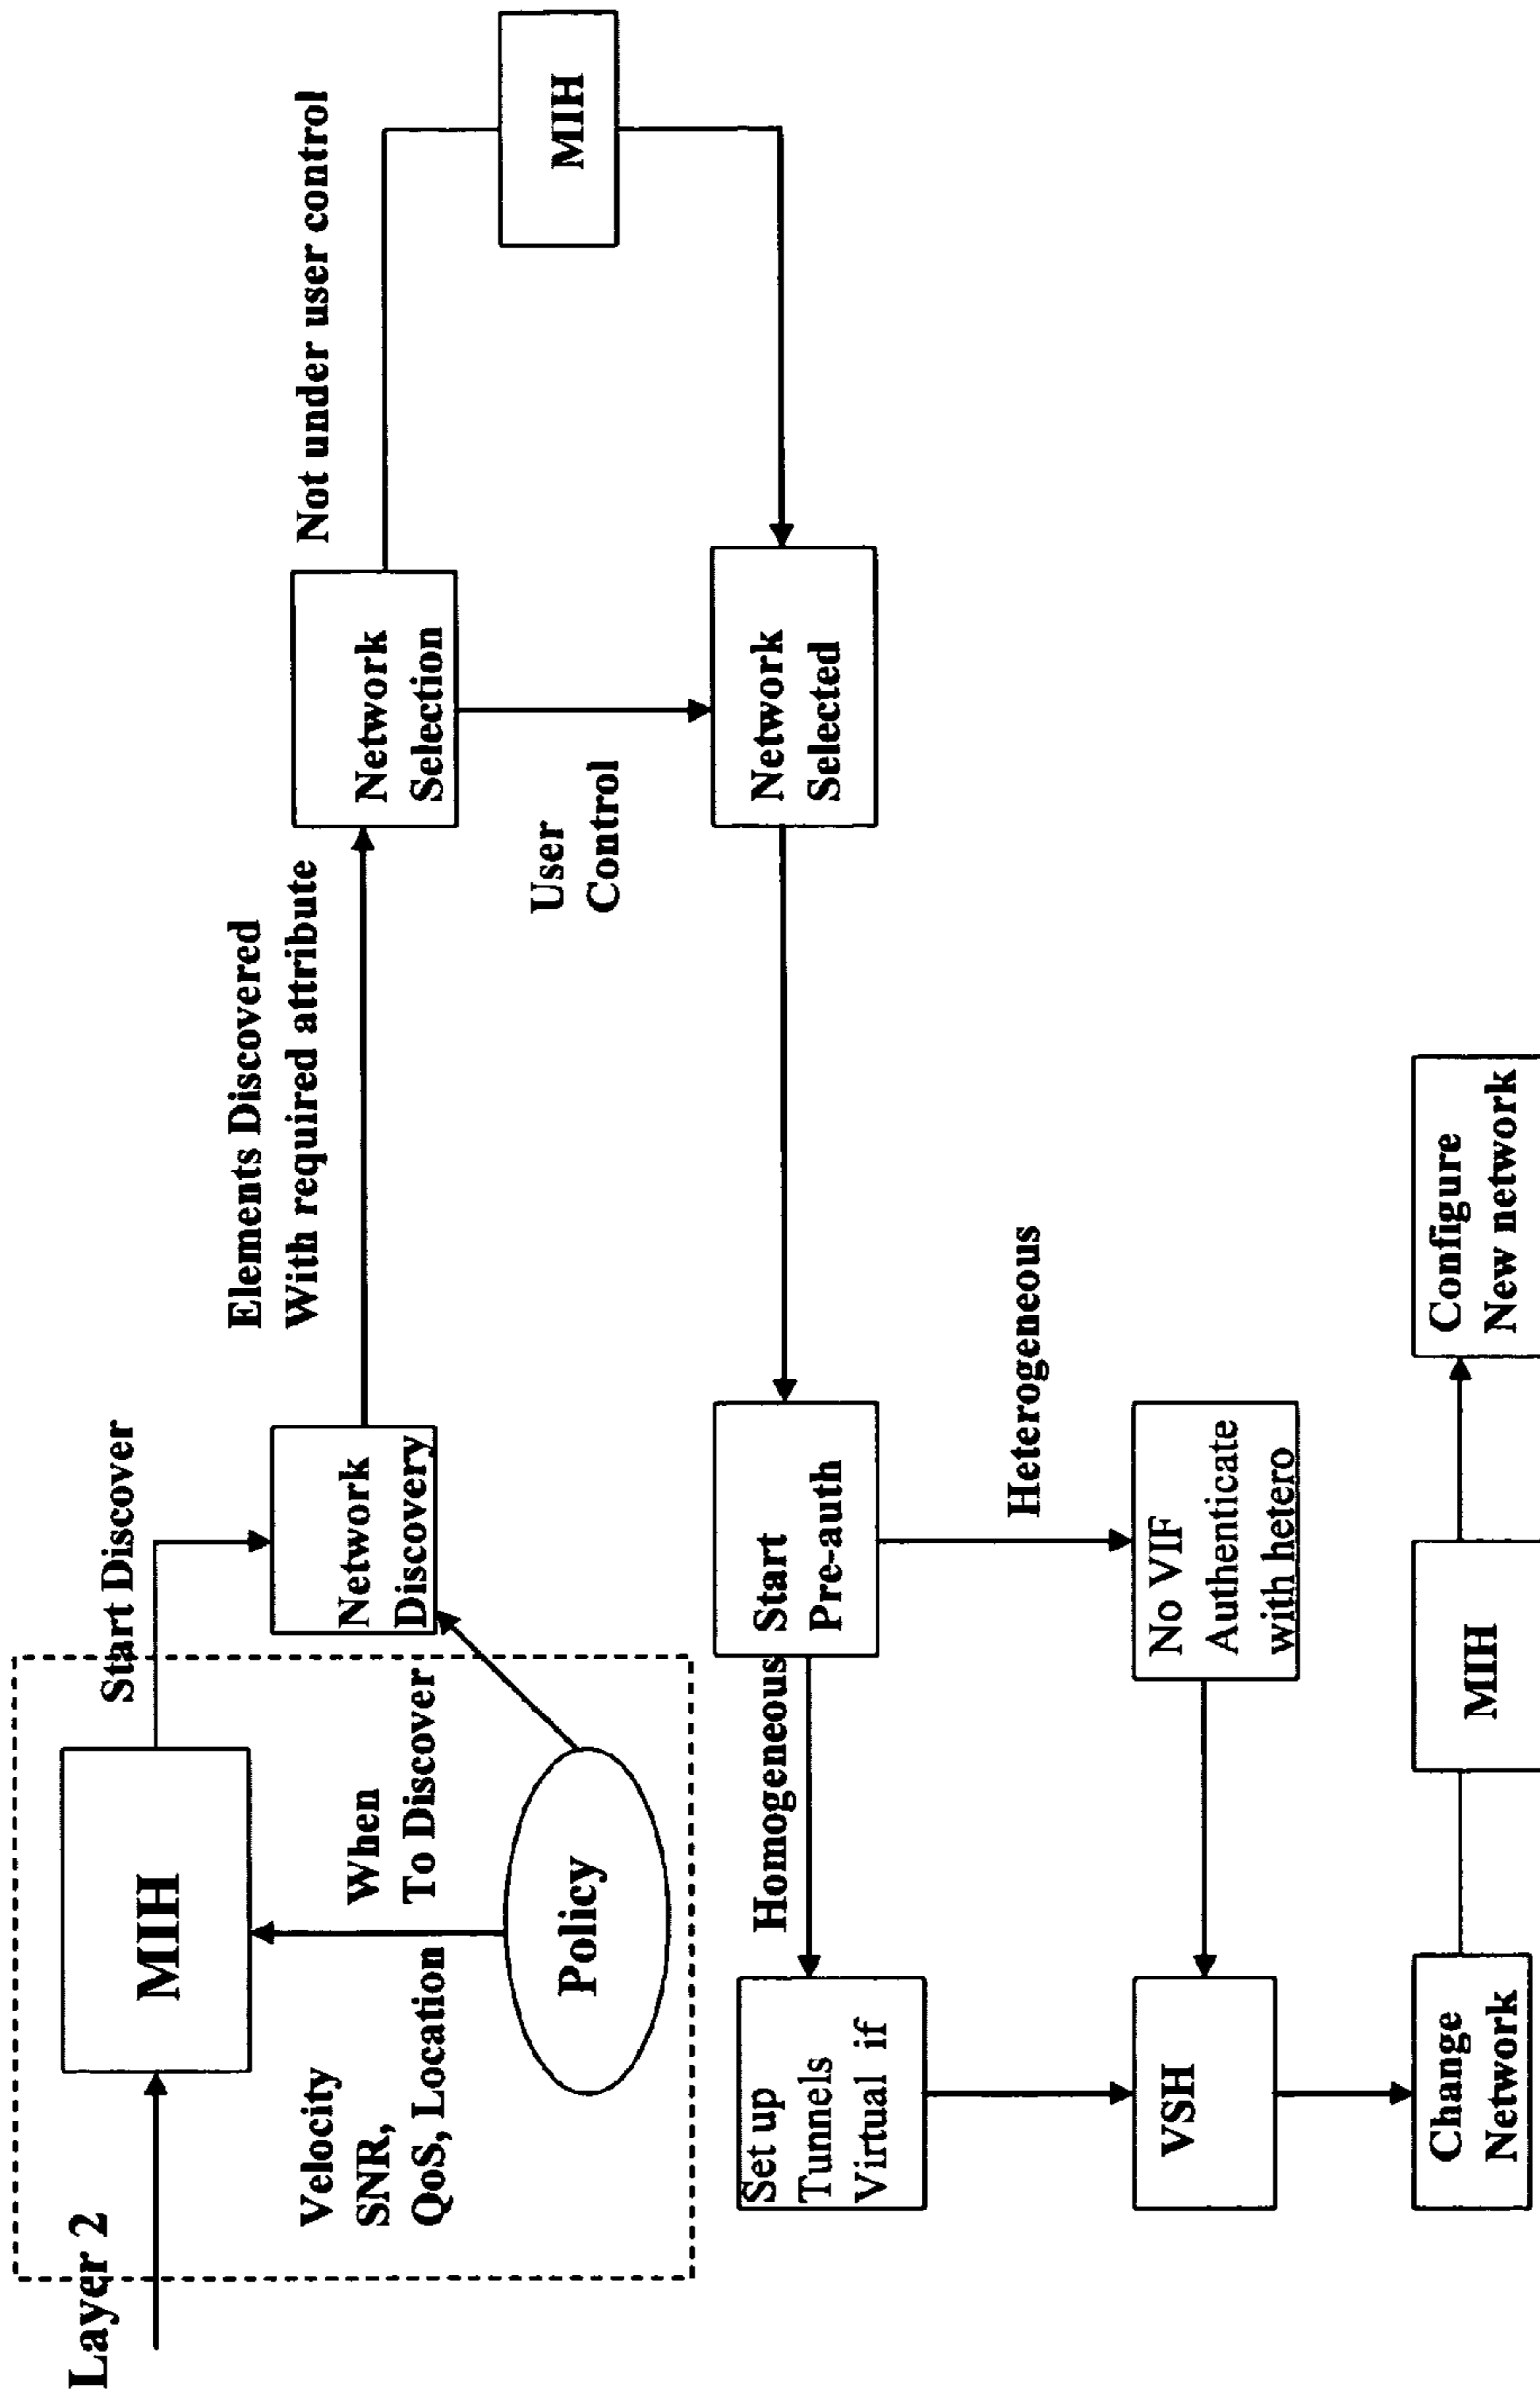 Layer 2
MIH
Start Discover
Velocity
SNR,
QoS, Location
When
To Discover
Policy
Network
Discovery
Elements Discovered
With required attribute
Network
Selection
Not under user control
MIH
User
Control
Network
Selected
Start
Pre-auth
Homogeneous
Heterogeneous
Set up
Tunnels
Virtual if
No VIF
Authenticate
with hetero
VSH
Change
Network
MIH
Configure
New network